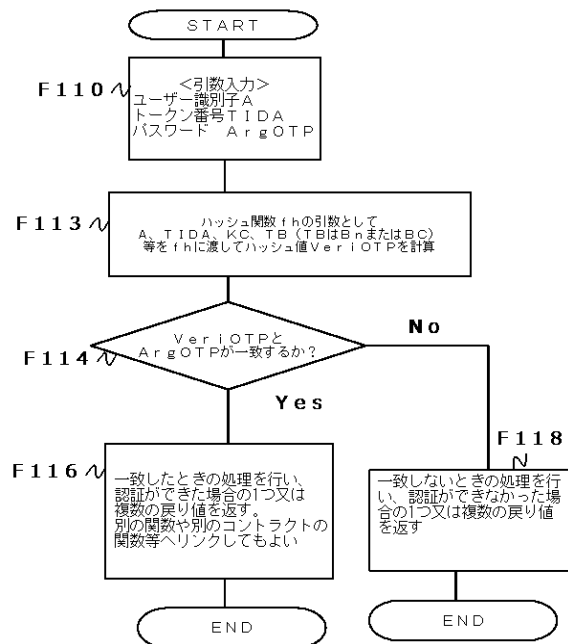 START
F110
<引数入力>
ユーザー識別子A
トークン番号TIDA
パスワード ArgOTP
F113
ハッシュ関数fhの引数として
A、TIDA、KC、TB(TBはBnまたはBC)
等をfhに渡してハッシュ値VeriOTPを計算
F114
VeriOTPと
ArgOTPが一致するか?
No
Yes
F116
一致したときの処理を行い、
認証ができた場合の1つ又は
複数の戻り値を返す。
別の関数や別のコントラクトの
関数等へリンクしてもよい
F118
一致しないときの処理を行
い、認証ができなかった場
合の1つ又は複数の戻り値
を返す
END
END